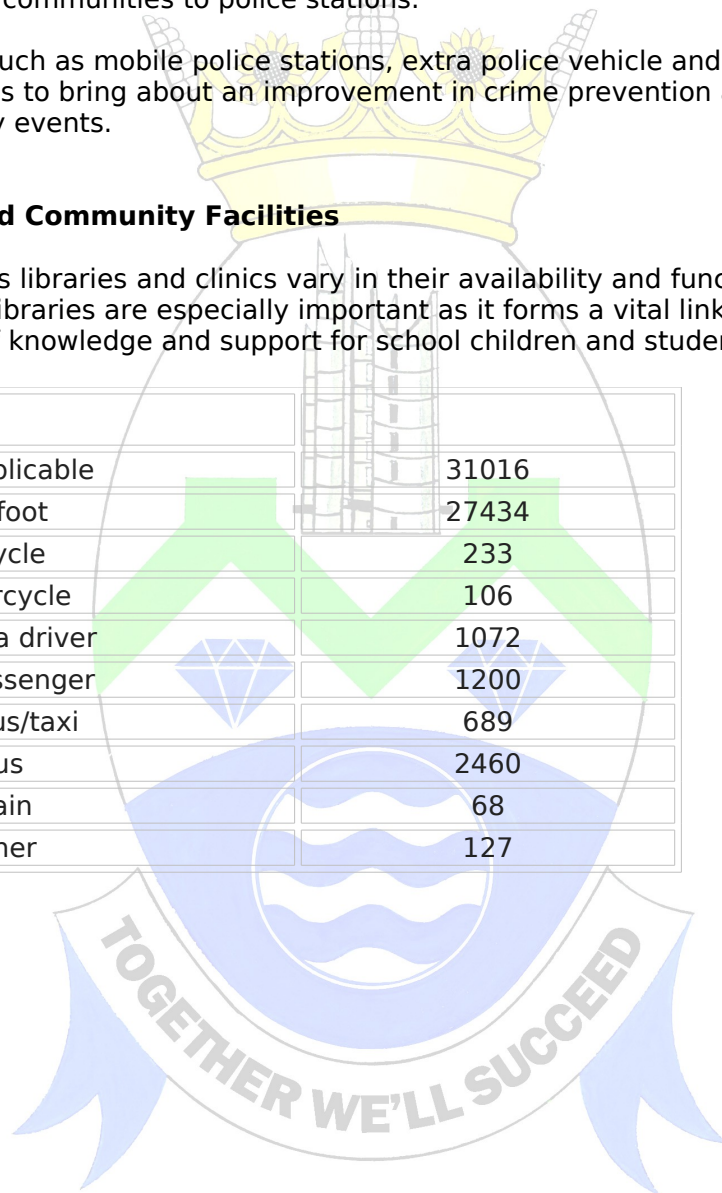 communities to police stations.
uch as mobile police stations, extra police vehicle and
s to bring about an improvement in crime prevention
y events.
d Community Facilities
s libraries and clinics vary in their availability and func
ibraries are especially important as it forms a vital link
f knowledge and support for school children and studer
plicable 31016
foot 27434
ycle 233
rcycle 106
a driver 1072
ssenger 1200
us/taxi 689
us 2460
ain 68
her 127
TOGETHER WE'LL SUCCEED